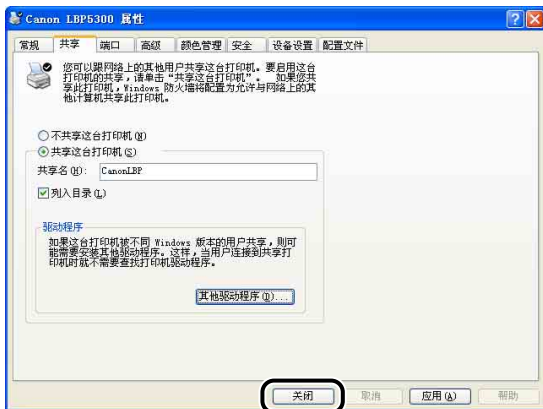 Canon LBP5300 属性
常规 共享 端口 高级 颜色管理 安全 设备设置 配置文件
您可以跟网络上的其他用户共享这台打印机。要启用这台
打印机的共享，请单击“共享这台打印机”。 如果您共
享此打印机，Windows 防火墙将配置为允许与网络上的其
他计算机共享此打印机。
不共享这台打印机(N)
共享这台打印机(S)
共享名(H): CanonLBP
列入目录(L)
驱动程序
如果这台打印机被不同 Windows 版本的用户共享，则可
能需要安装其他驱动程序。这样，当用户连接到共享打
印机时就不需要查找打印机驱动程序。
其他驱动程序(D)...
关闭 取消 应用(A) 帮助